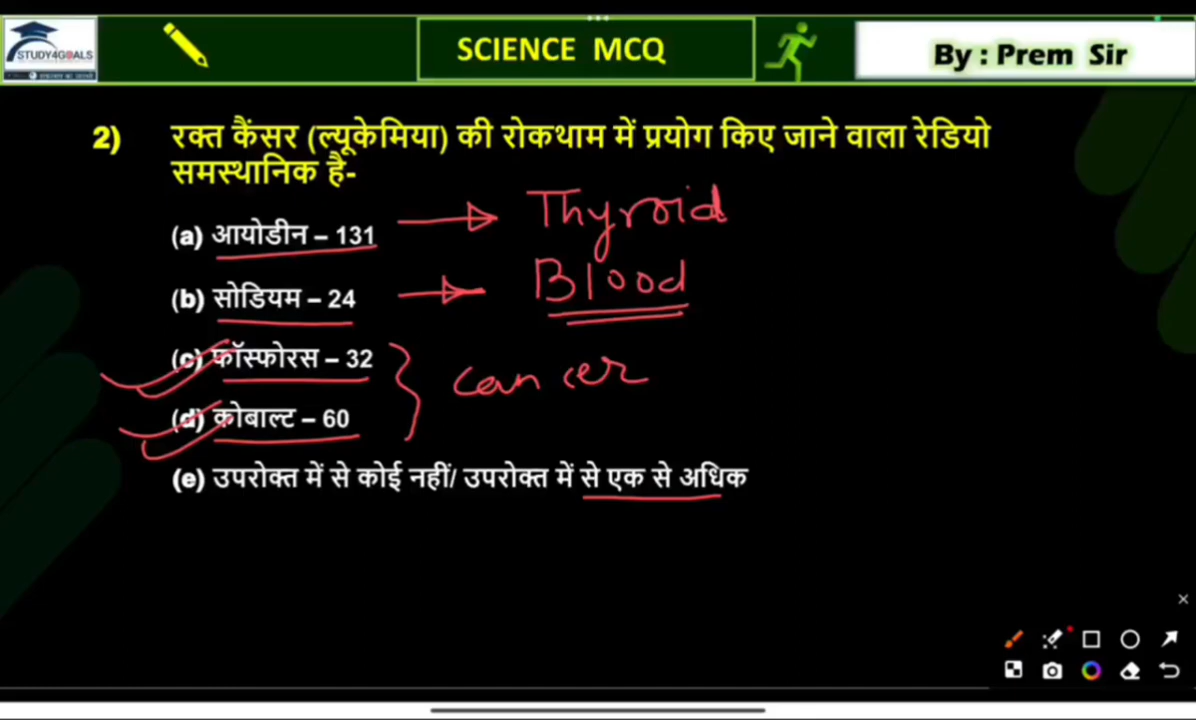 STUDY4GOALS
SCIENCE MCQ
By : Prem Sir
2) रक्त कैंसर (ल्यूकेमिया) की रोकथाम में प्रयोग किए जाने वाला रेडियो
समस्थानिक है-
(a) आयोडीन – 131 Thyroid
(b) सोडियम – 24 Blood
(c) फॉस्फोरस – 32
cancer
(d) कोबाल्ट – 60
(e) उपरोक्त में से कोई नहीं/ उपरोक्त में से एक से अधिक